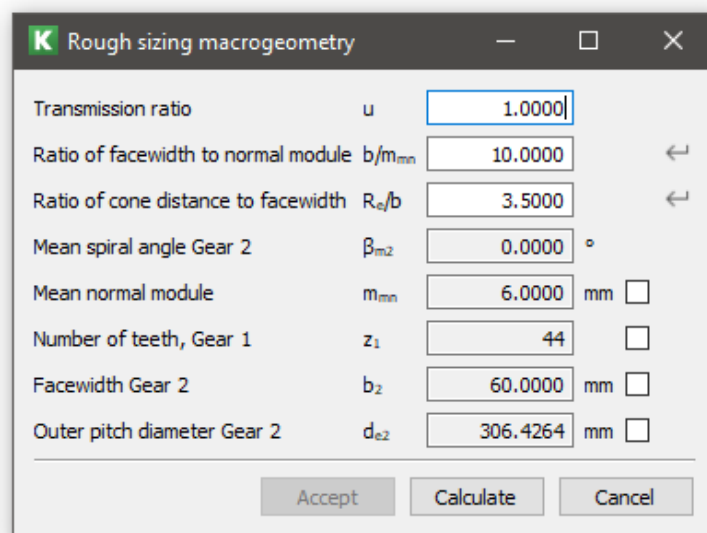 K Rough sizing macrogeometry
Transmission ratio u 1.0000
Ratio of facewidth to normal module b/mₘₙ 10.0000
Ratio of cone distance to facewidth Rₑ/b 3.5000
Mean spiral angle Gear 2 βₘ₂ 0.0000 °
Mean normal module mₘₙ 6.0000 mm
Number of teeth, Gear 1 z₁ 44
Facewidth Gear 2 b₂ 60.0000 mm
Outer pitch diameter Gear 2 dₑ₂ 306.4264 mm
Accept Calculate Cancel